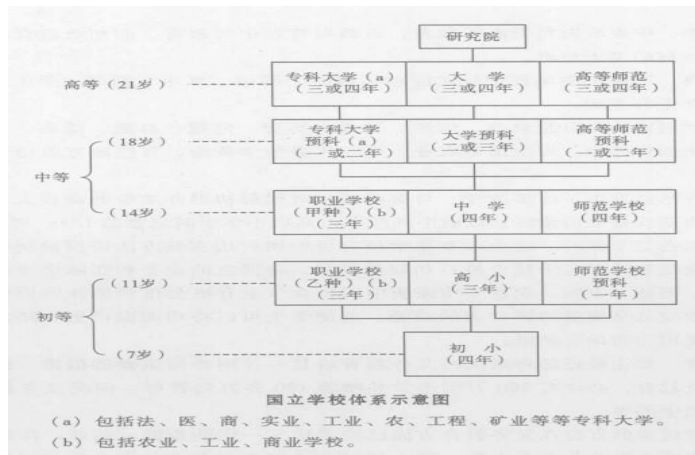 研究院
高等（21岁） 专科大学（a） 大 学 高等师范
（三或四年） （三或四年） （三或四年）
（18岁） 专科大学 大学预科 高等师范
预科（a） （二或三年） 预科
（一或二年） （一或二年）
中等
（14岁） 职业学校 中 学 师范学校
（甲种）（b） （四年） （四年）
三年）
（11岁） 职业学校 高 小 师范学校
（乙种）（b） （三年） 预科
（三年） （一年）
初等
（7岁） 初 小
（四年）
国立学校体系示意图
（a）包括法、医、商、实业、工业、农、工程、矿业等等专科大学。
（b）包括农业、工业、商业学校。